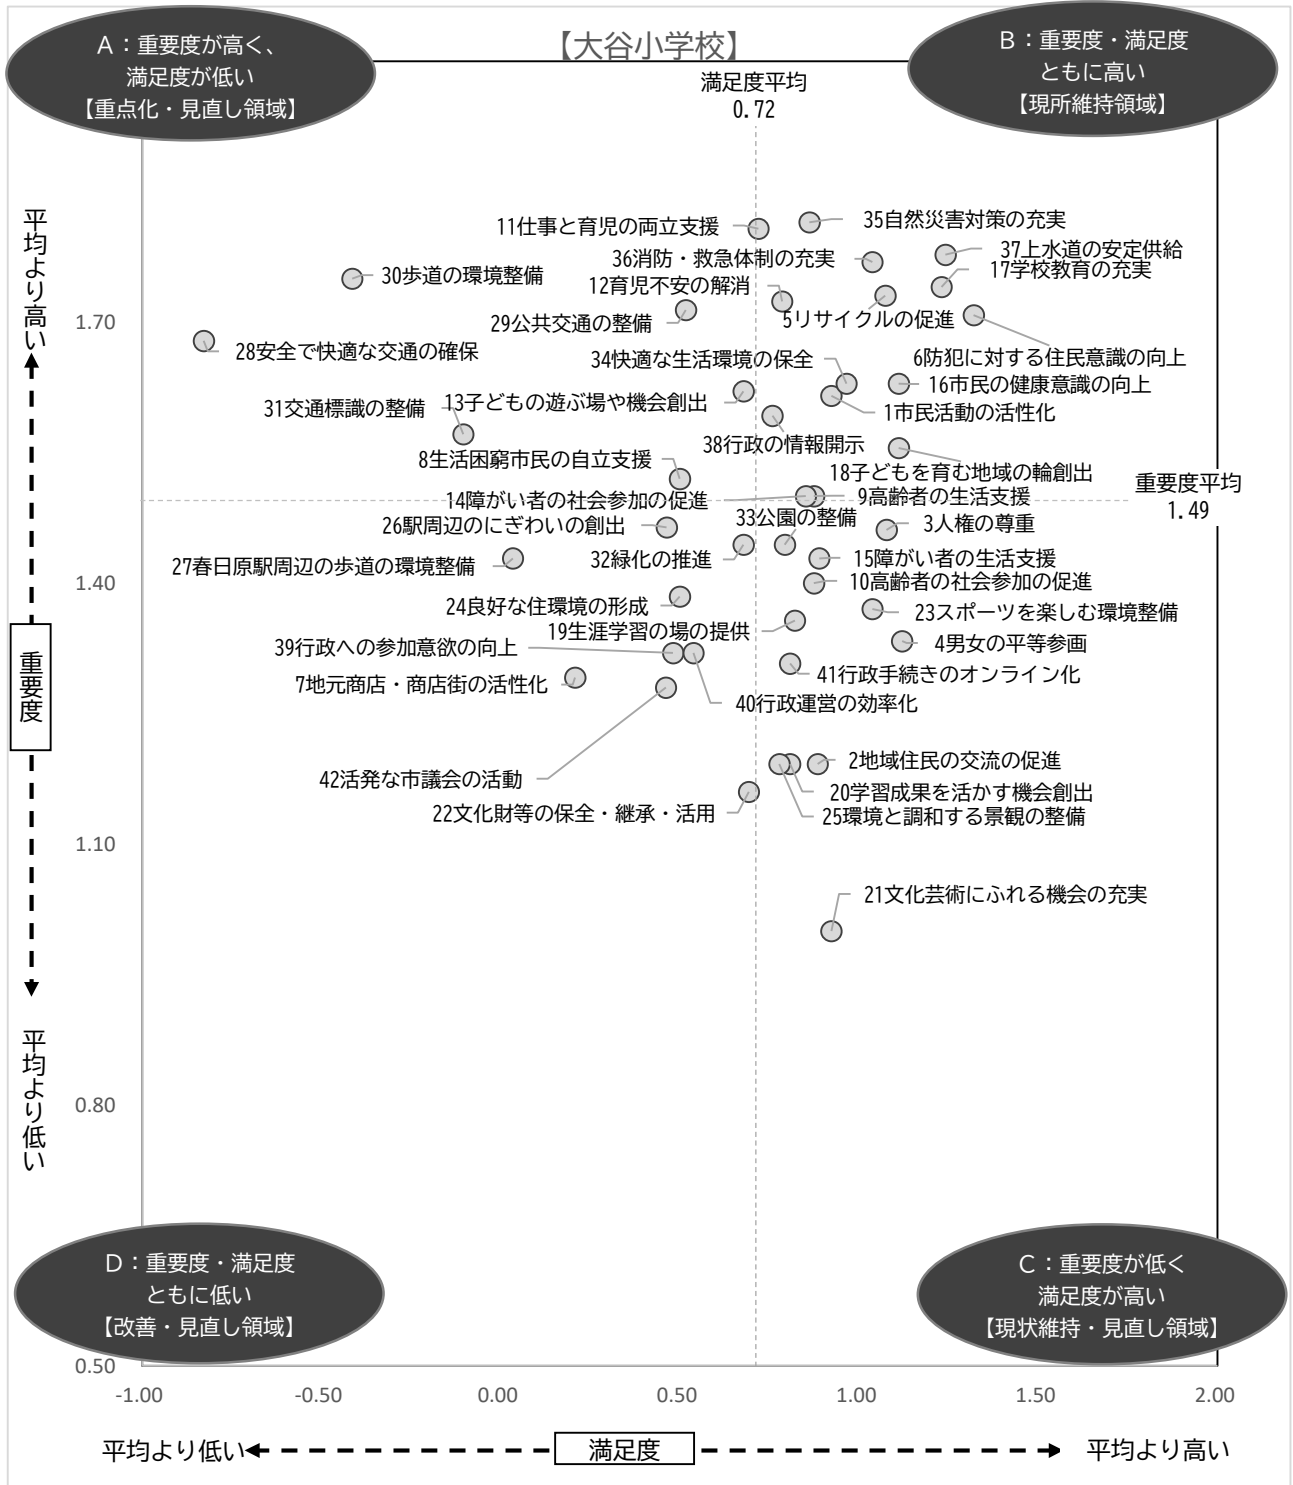 【大谷小学校】
A：重要度が高く、
満足度が低い
【重点化・見直し領域】
B：重要度・満足度
ともに高い
【現所維持領域】
満足度平均
0.72
平均より高い
重要度
平均より低い
1.70
1.40
1.10
0.80
0.50
11仕事と育児の両立支援
35自然災害対策の充実
36消防・救急体制の充実
37上水道の安定供給
17学校教育の充実
30歩道の環境整備
12育児不安の解消
29公共交通の整備
5リサイクルの促進
28安全で快適な交通の確保
34快適な生活環境の保全
6防犯に対する住民意識の向上
16市民の健康意識の向上
31交通標識の整備
13子どもの遊ぶ場や機会創出
1市民活動の活性化
38行政の情報開示
8生活困窮市民の自立支援
18子どもを育む地域の輪創出
重要度平均
1.49
14障がい者の社会参加の促進
9高齢者の生活支援
26駅周辺のにぎわいの創出
33公園の整備
3人権の尊重
27春日原駅周辺の歩道の環境整備
32緑化の推進
15障がい者の生活支援
10高齢者の社会参加の促進
24良好な住環境の形成
23スポーツを楽しむ環境整備
19生涯学習の場の提供
39行政への参加意欲の向上
4男女の平等参画
41行政手続きのオンライン化
7地元商店・商店街の活性化
40行政運営の効率化
42活発な市議会の活動
2地域住民の交流の促進
20学習成果を活かす機会創出
22文化財等の保全・継承・活用
25環境と調和する景観の整備
21文化芸術にふれる機会の充実
D：重要度・満足度
ともに低い
【改善・見直し領域】
C：重要度が低く
満足度が高い
【現状維持・見直し領域】
-1.00
-0.50
0.00
0.50
1.00
1.50
2.00
平均より低い
満足度
平均より高い